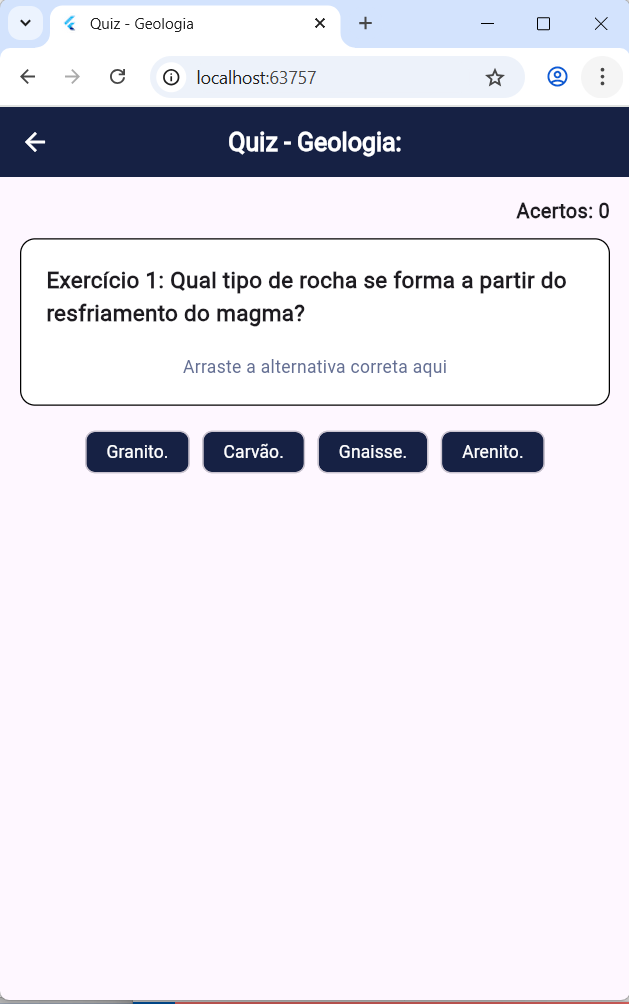 Quiz - Geologia
localhost:63757
Quiz - Geologia:
Acertos: 0
Exercício 1: Qual tipo de rocha se forma a partir do
resfriamento do magma?
Arraste a alternativa correta aqui
Granito. Carvão. Gnaisse. Arenito.